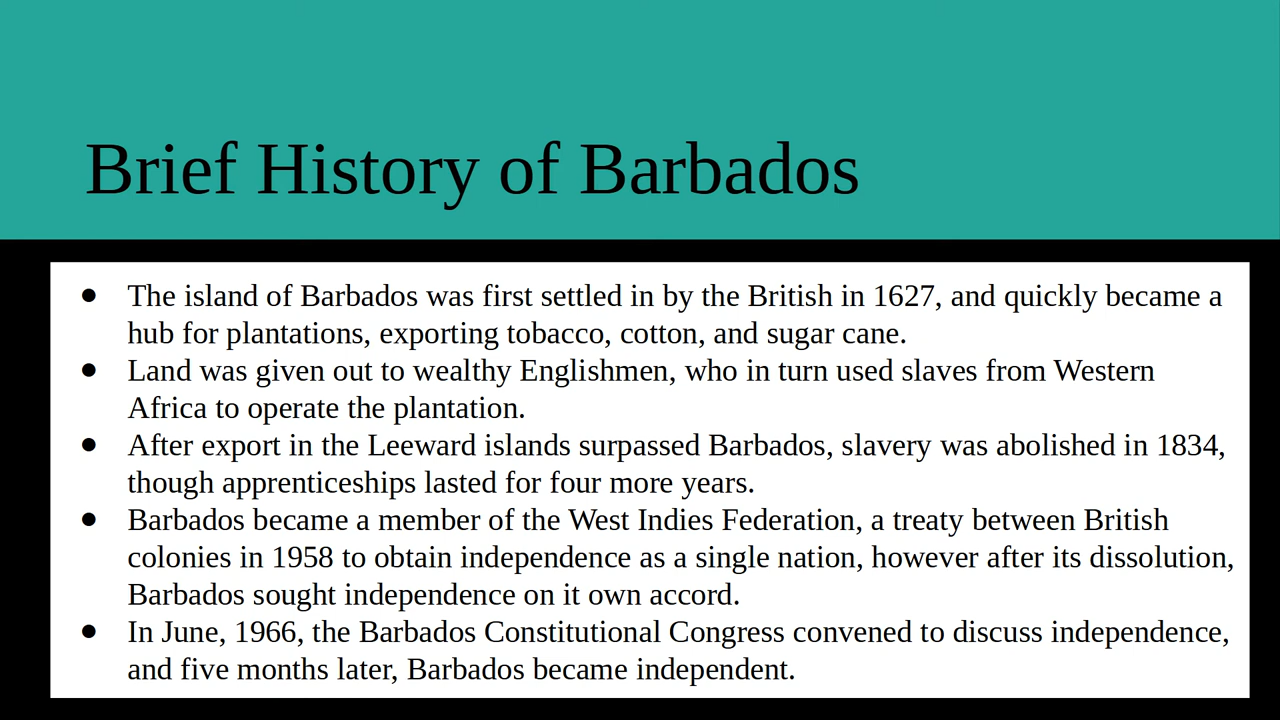 Brief History of Barbados
● The island of Barbados was first settled in by the British in 1627, and quickly became a
hub for plantations, exporting tobacco, cotton, and sugar cane.
● Land was given out to wealthy Englishmen, who in turn used slaves from Western
Africa to operate the plantation.
● After export in the Leeward islands surpassed Barbados, slavery was abolished in 1834,
though apprenticeships lasted for four more years.
● Barbados became a member of the West Indies Federation, a treaty between British
colonies in 1958 to obtain independence as a single nation, however after its dissolution,
Barbados sought independence on it own accord.
● In June, 1966, the Barbados Constitutional Congress convened to discuss independence,
and five months later, Barbados became independent.